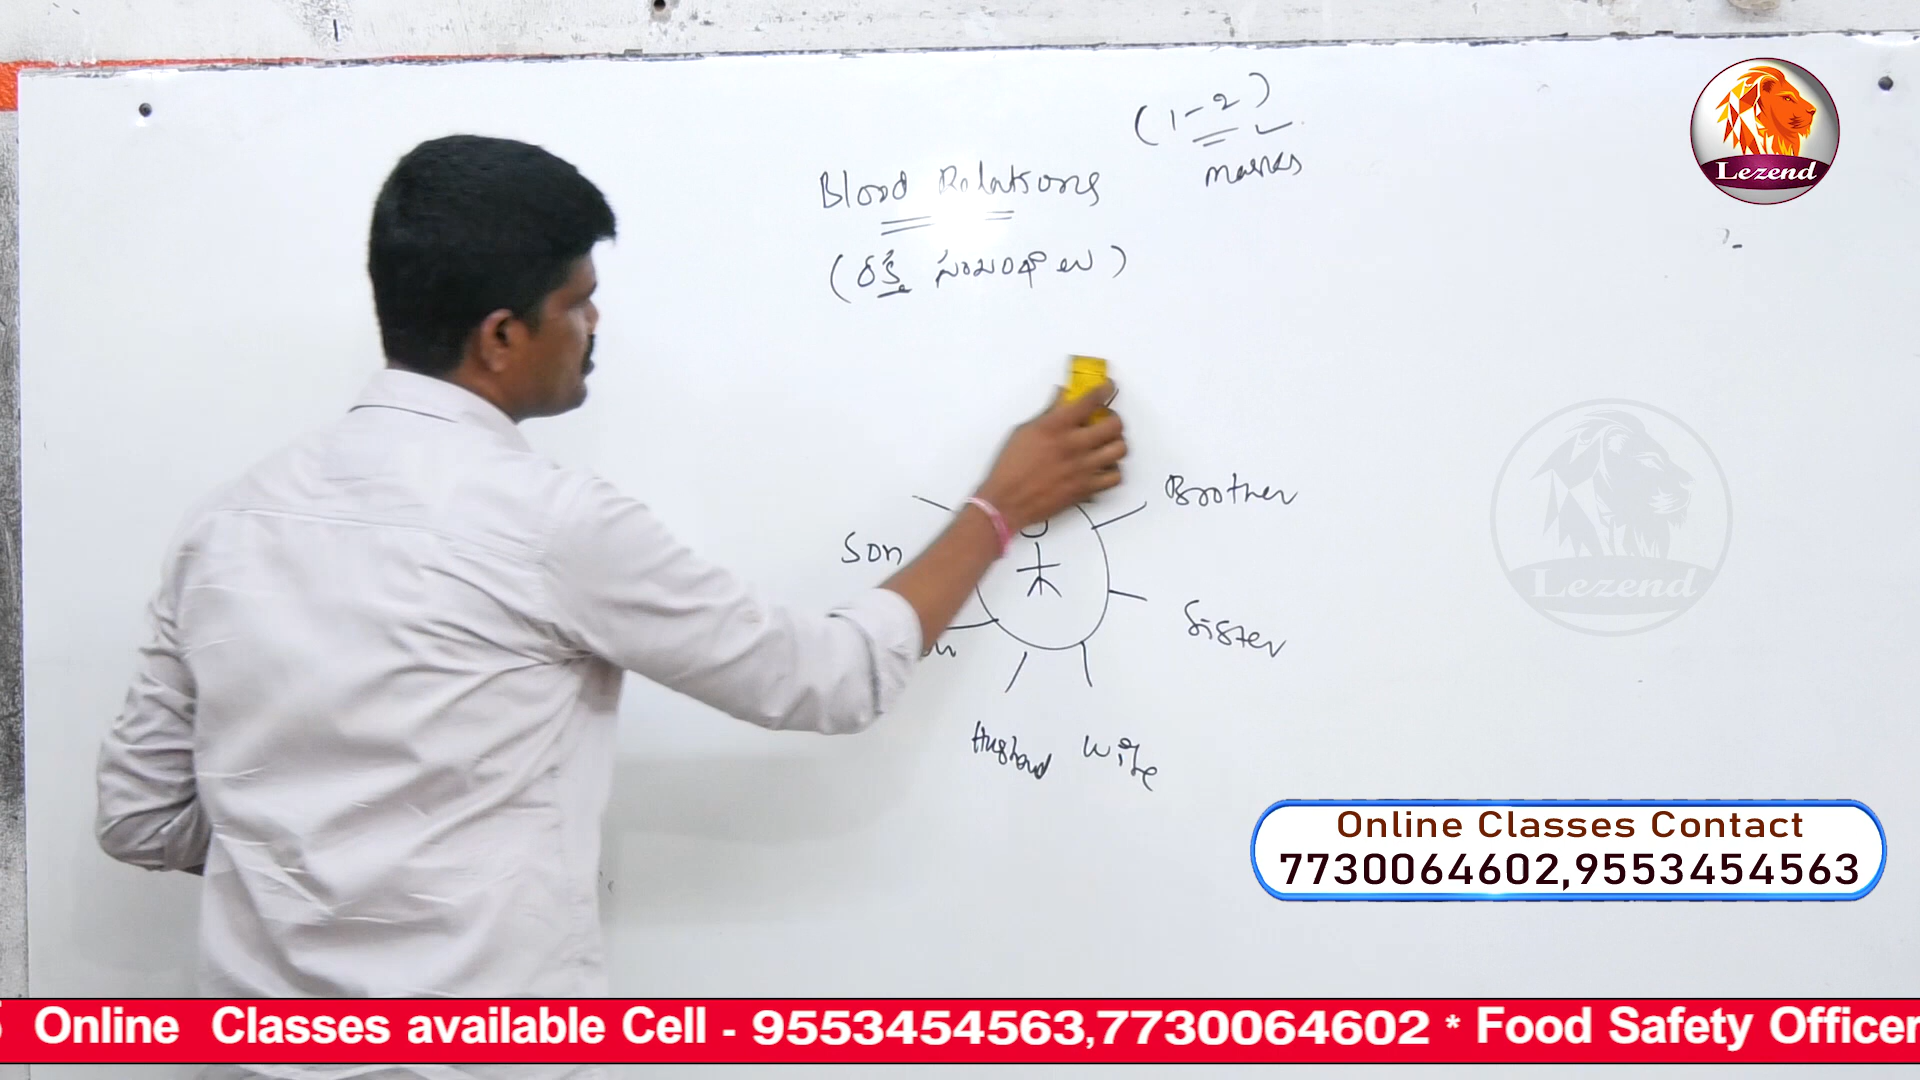 (1-2)
marks
Blood Relations
(రక్త సంబంధాలు)
Brother
Son
Sister
Husband Wife
Lezend
Lezend
Online Classes Contact
7730064602,9553454563
Online Classes available Cell - 9553454563,7730064602 * Food Safety Officer